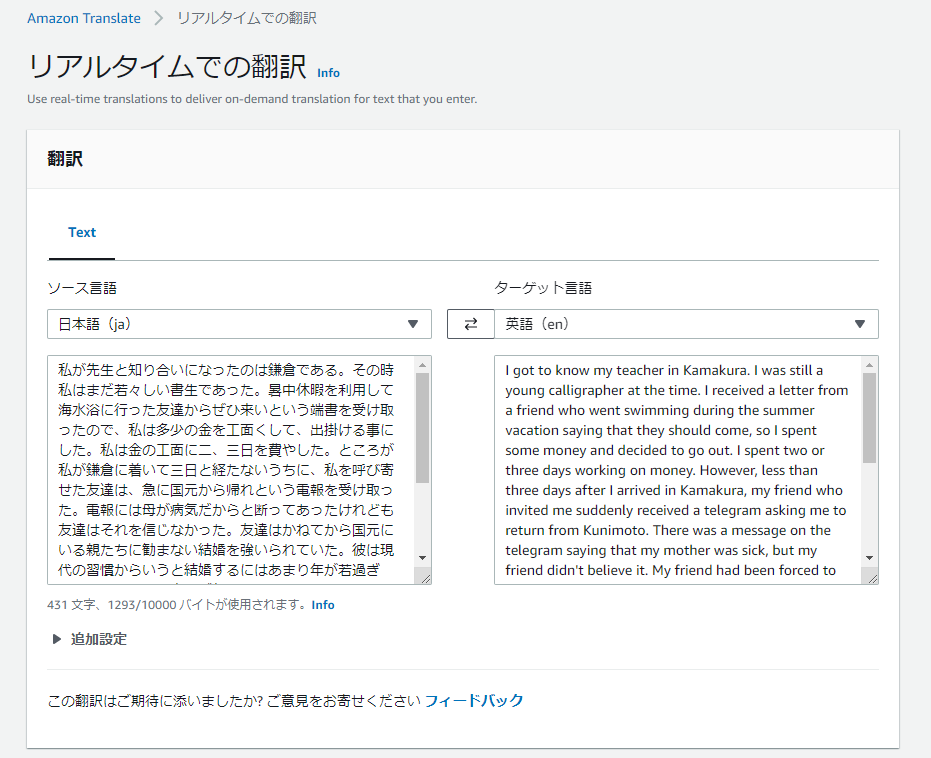 Amazon Translate > リアルタイムでの翻訳
リアルタイムでの翻訳 Info
Use real-time translations to deliver on-demand translation for text that you enter.
翻訳
Text
ソース言語
ターゲット言語
日本語（ja）
英語（en）
私が先生と知り合いになったのは鎌倉である。その時
私はまだ若々しい書生であった。暑中休暇を利用して
海水浴に行った友達からぜひ来いという端書を受け取
ったので、私は多少の金を工面くして、出掛ける事に
した。私は金の工面に二、三日を費やした。ところが
私が鎌倉に着いて三日と経たないうちに、私を呼び寄
せた友達は、急に国元から帰れという電報を受け取っ
た。電報には母が病気だからと断ってあったけれども
友達はそれを信じなかった。友達はかねてから国元に
いる親たちに勧まない結婚を強いられていた。彼は現
代の習慣からいうと結婚するにはあまり年が若過ぎ
I got to know my teacher in Kamakura. I was still a
young calligrapher at the time. I received a letter from
a friend who went swimming during the summer
vacation saying that they should come, so I spent
some money and decided to go out. I spent two or
three days working on money. However, less than
three days after I arrived in Kamakura, my friend who
invited me suddenly received a telegram asking me to
return from Kunimoto. There was a message on the
telegram saying that my mother was sick, but my
friend didn't believe it. My friend had been forced to
431 文字、1293/10000 バイトが使用されます。Info
追加設定
この翻訳はご期待に添いましたか? ご意見をお寄せください フィードバック